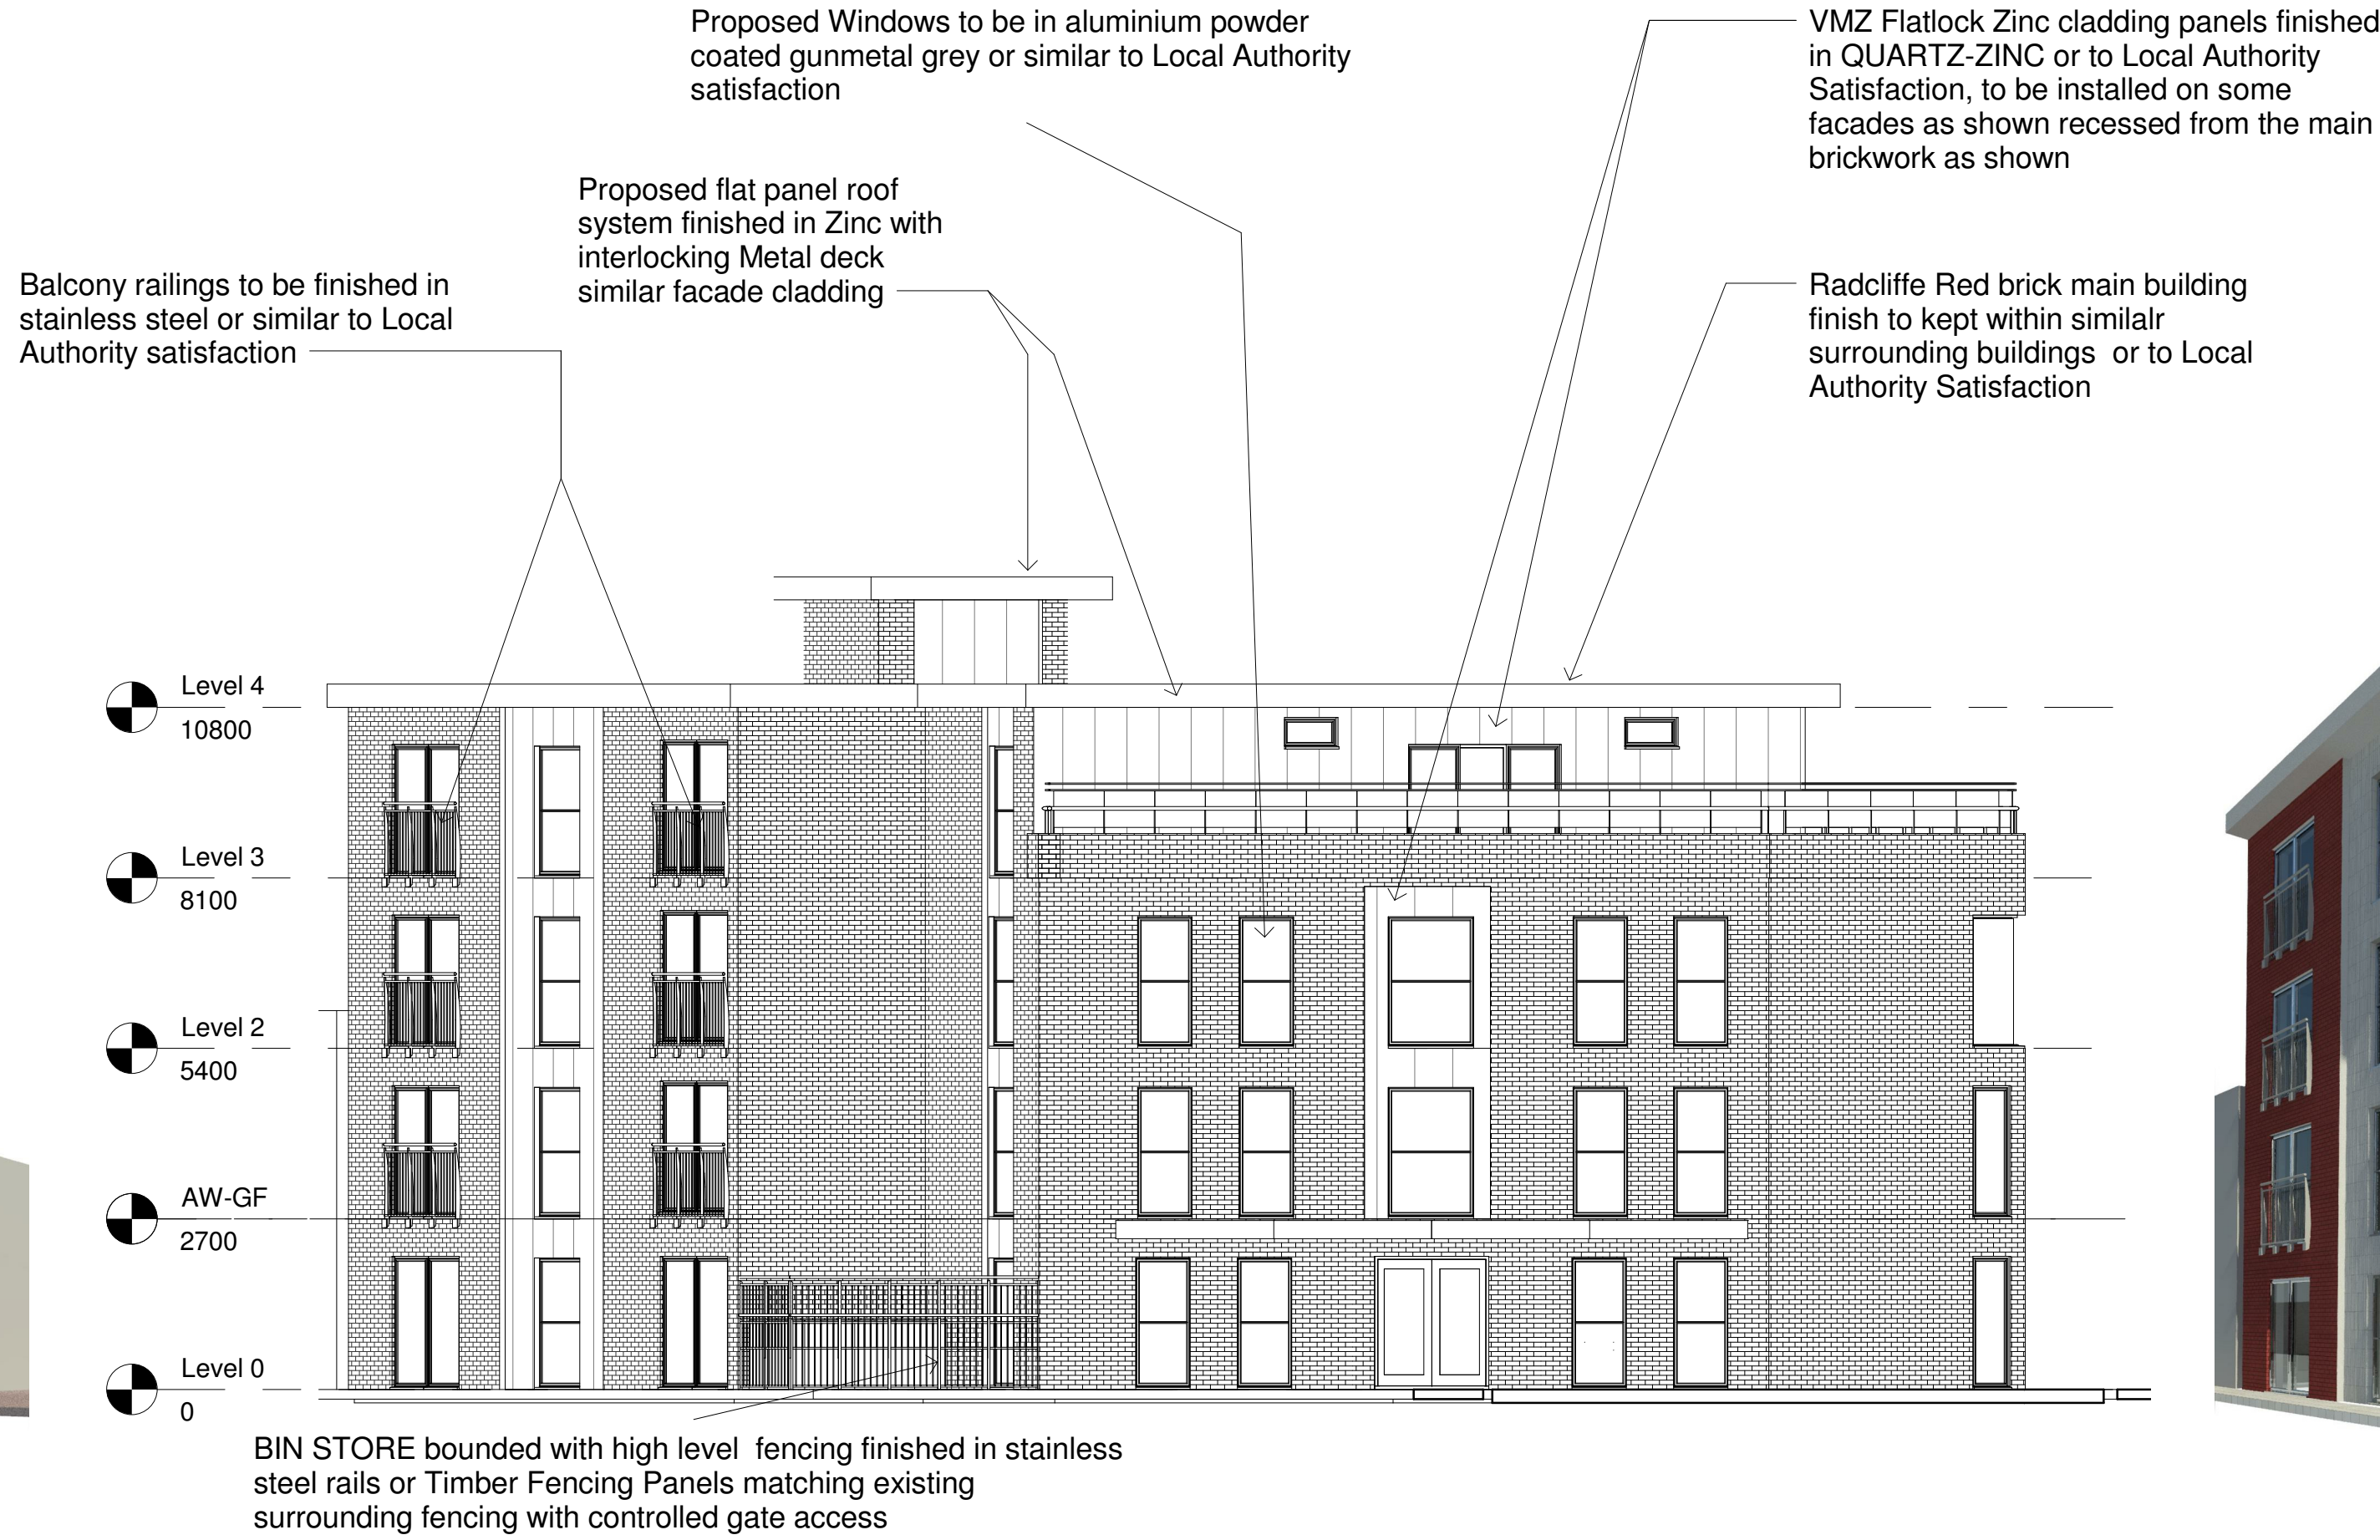 Proposed Windows to be in aluminium powder
coated gunmetal grey or similar to Local Authority
satisfaction
VMZ Flatlock Zinc cladding panels finished
in QUARTZ-ZINC or to Local Authority
Satisfaction, to be installed on some
facades as shown recessed from the main
brickwork as shown
Proposed flat panel roof
system finished in Zinc with
interlocking Metal deck
similar facade cladding
Balcony railings to be finished in
stainless steel or similar to Local
Authority satisfaction
Radcliffe Red brick main building
finish to kept within similalr
surrounding buildings  or to Local
Authority Satisfaction
Level 4
10800
Level 3
8100
Level 2
5400
AW-GF
2700
Level 0
0
BIN STORE bounded with high level  fencing finished in stainless
steel rails or Timber Fencing Panels matching existing
surrounding fencing with controlled gate access